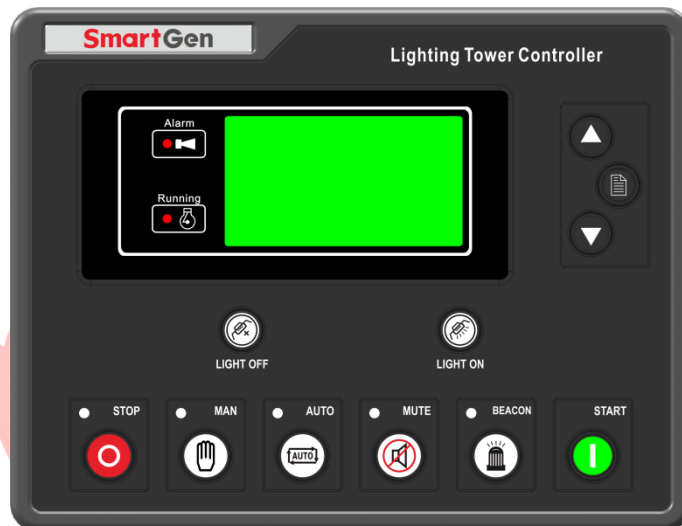 SmartGen
Lighting Tower Controller
Alarm
Running
LIGHT OFF
LIGHT ON
STOP
MAN
AUTO
MUTE
BEACON
START
AUTO